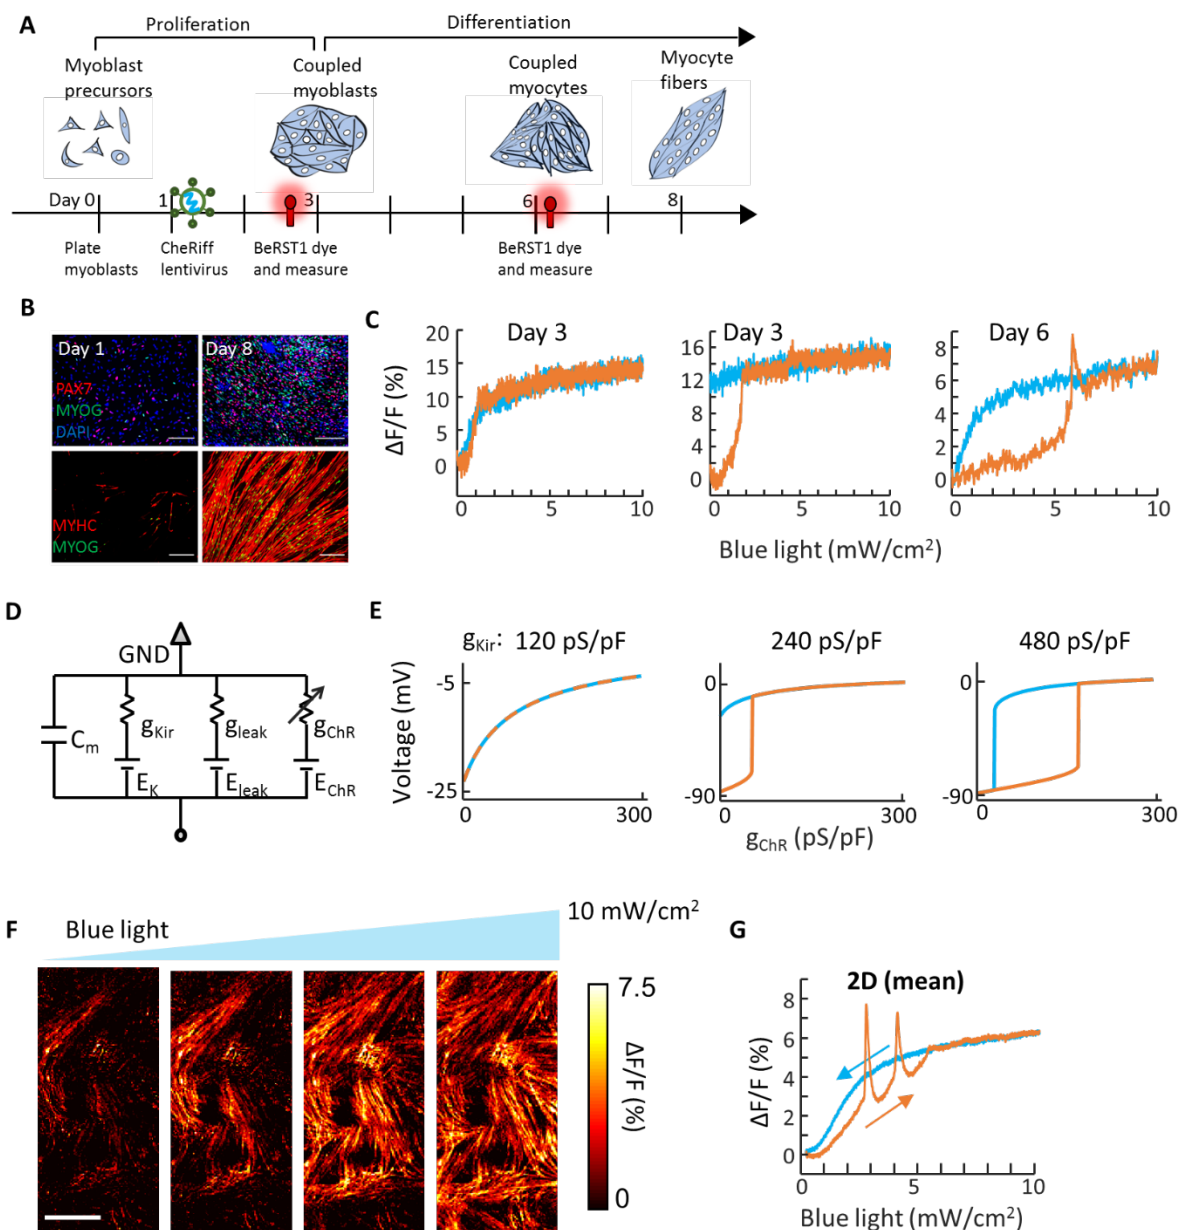 A
Proliferation
Differentiation
Myoblast
precursors
Coupled
myoblasts
Coupled
myocytes
Myocyte
fibers
Day 0
1
3
6
8
Plate
myoblasts
CheRiff
lentivirus
BeRST1 dye
and measure
BeRST1 dye
and measure
B
Day 1
Day 8
PAX7
MYOG
DAPI
MYHC
MYOG
C
Day 3
Day 3
Day 6
ΔF/F (%)
20
15
10
5
0
0
5
10
16
12
8
4
0
0
5
10
8
6
4
2
0
0
5
10
Blue light (mW/cm²)
D
GND
Cm
gKir
gleak
gChR
EK
Eleak
EChR
E
gKir: 120 pS/pF
240 pS/pF
480 pS/pF
Voltage (mV)
-5
-25
0
300
0
-90
0
300
0
-90
0
300
gChR (pS/pF)
F
Blue light
10 mW/cm²
7.5
ΔF/F (%)
0
G
2D (mean)
ΔF/F (%)
8
6
4
2
0
0
5
10
Blue light (mW/cm²)